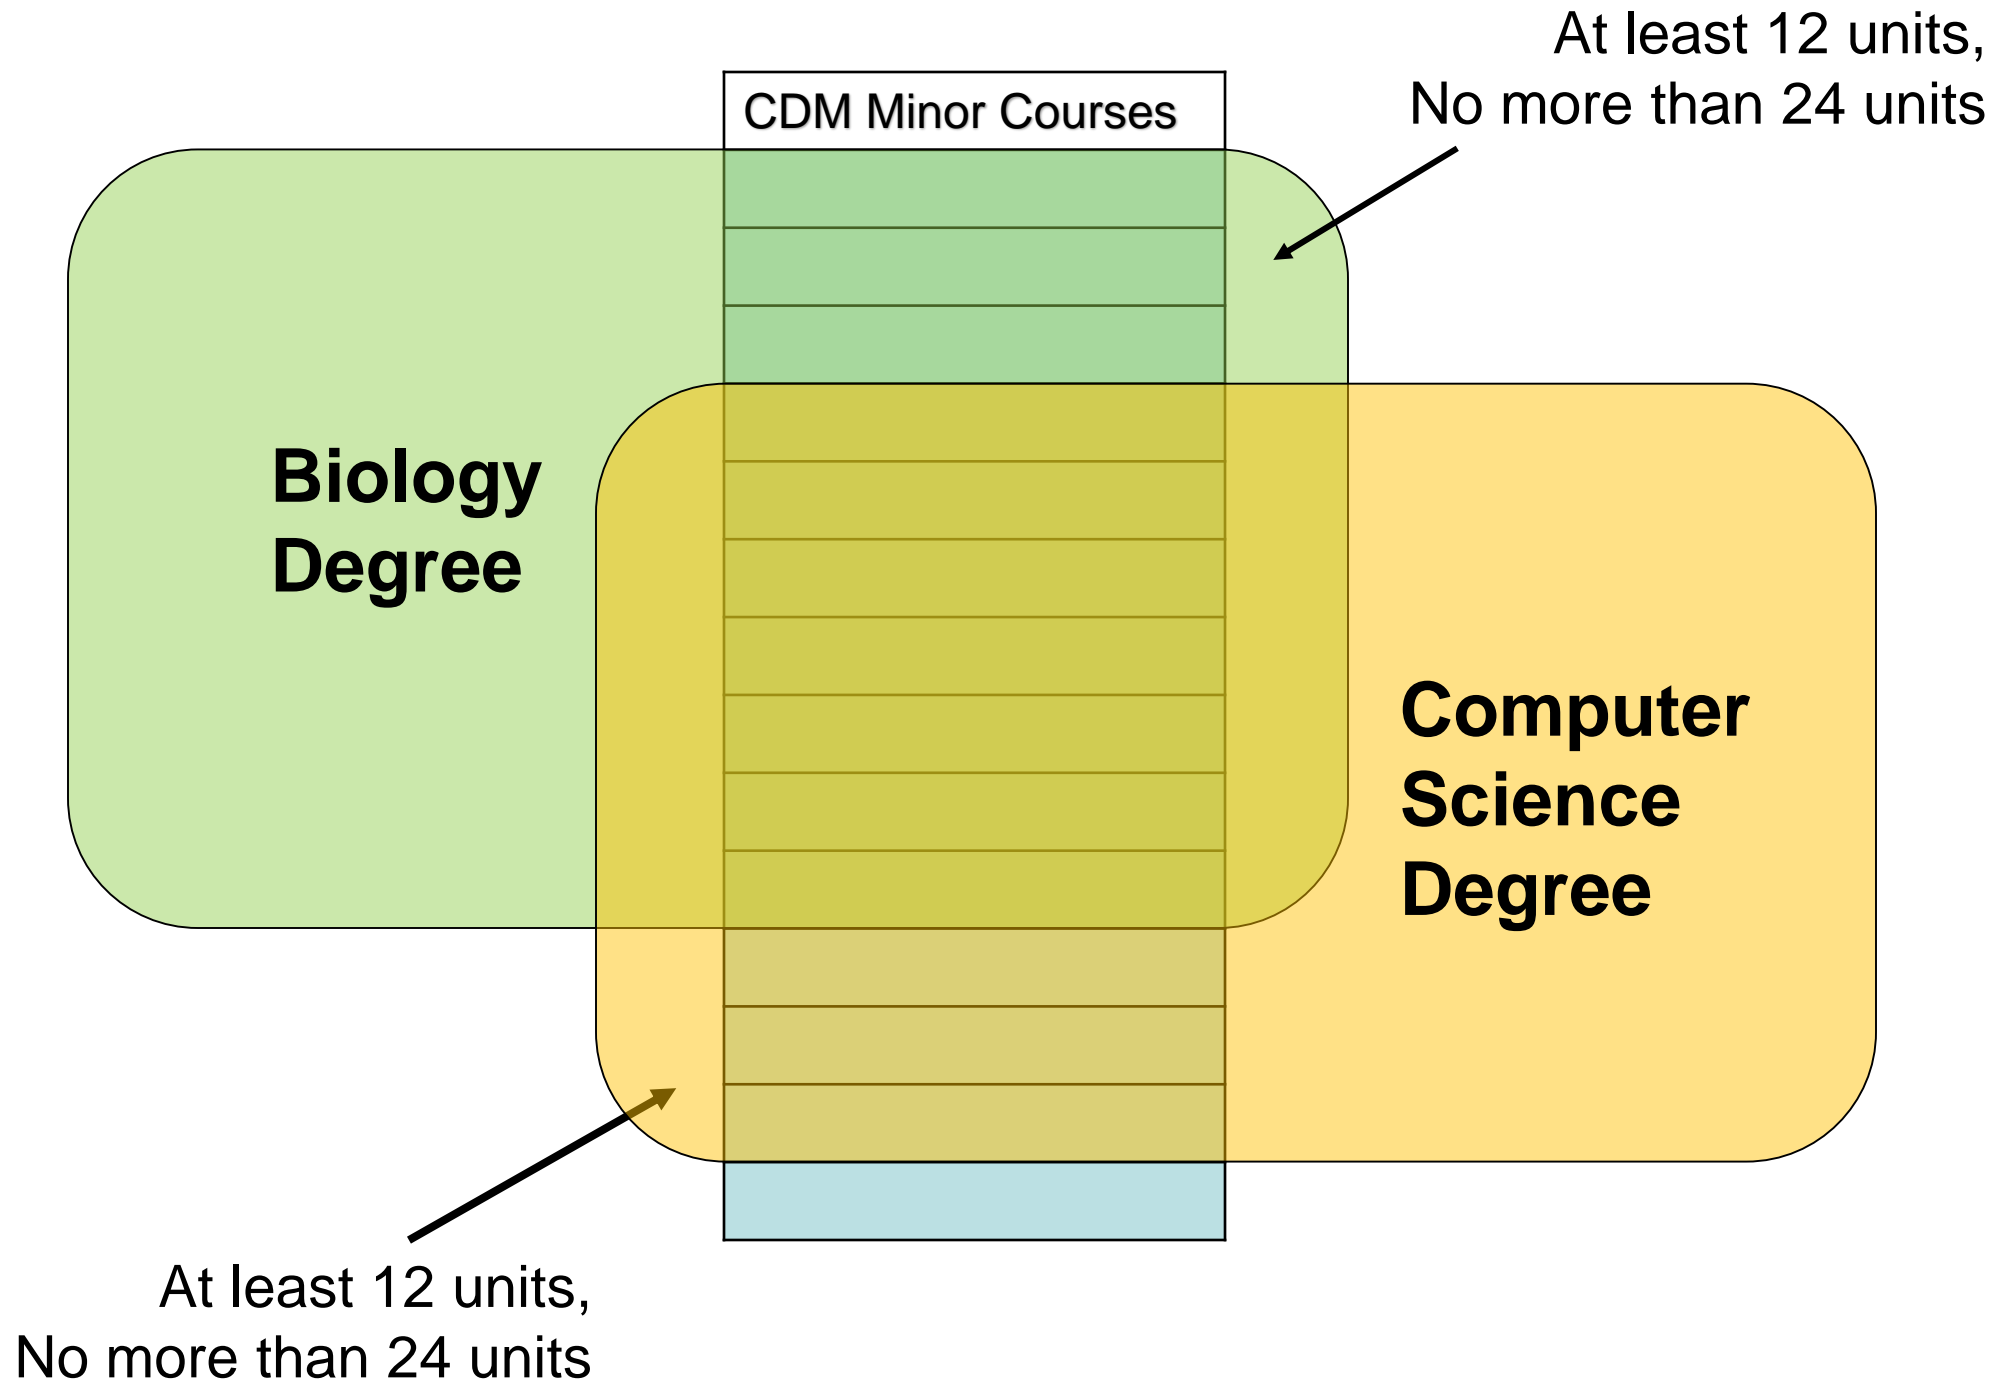 At least 12 units,
No more than 24 units
CDM Minor Courses
Biology
Degree
Computer
Science
Degree
At least 12 units,
No more than 24 units